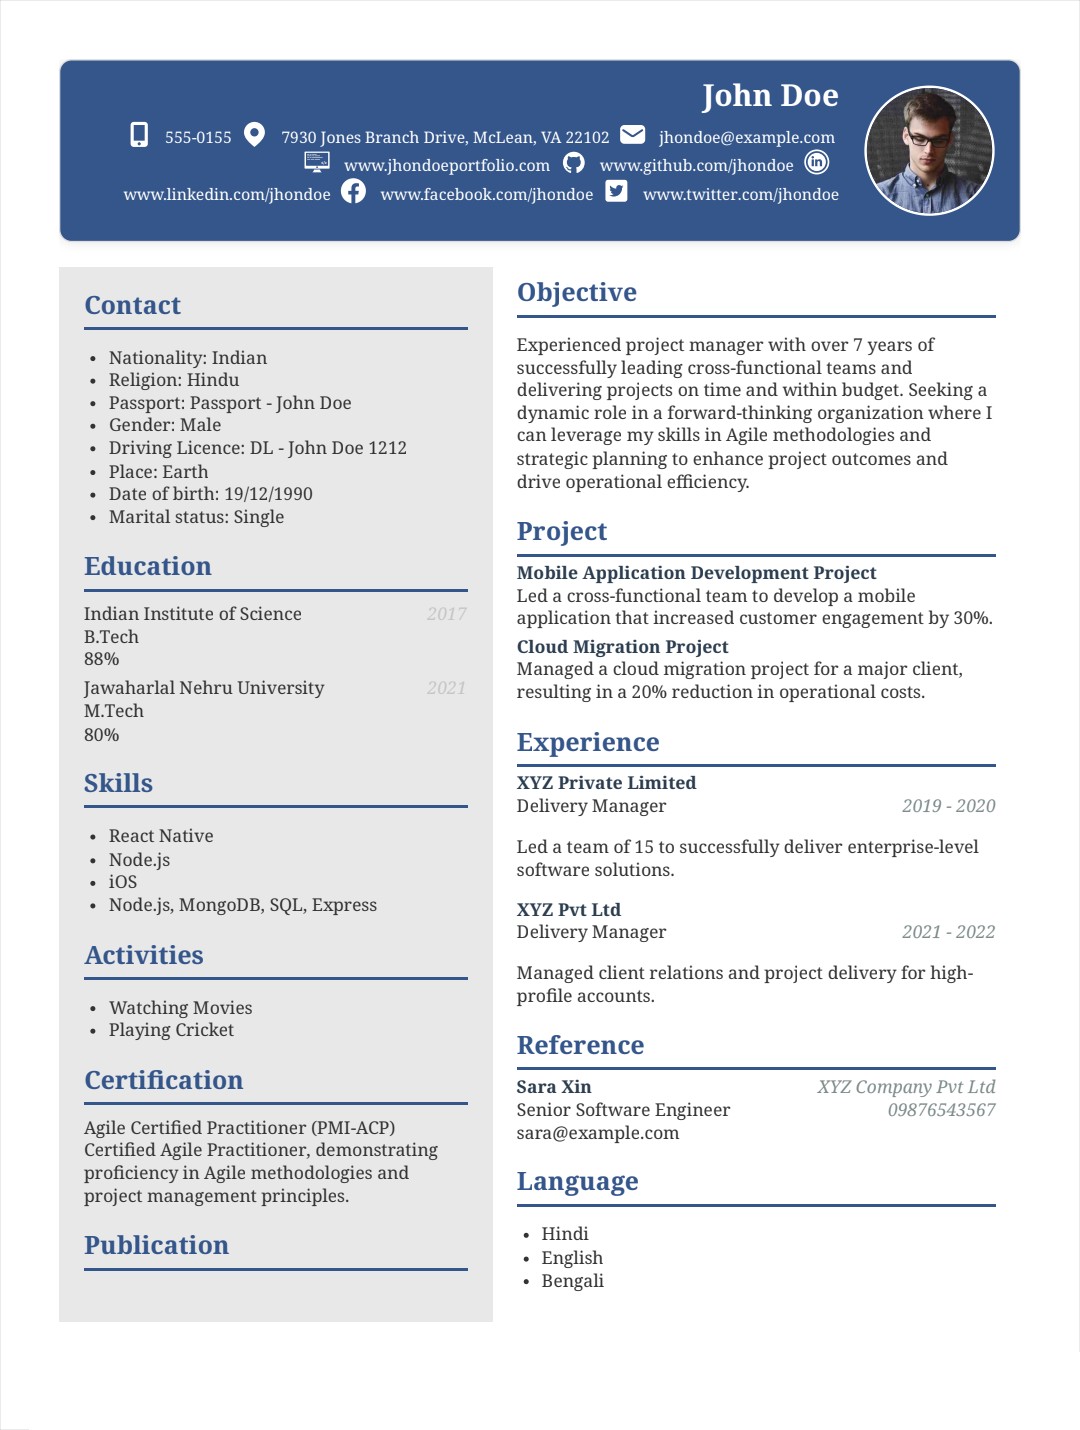 John Doe
555-0155 7930 Jones Branch Drive, McLean, VA 22102 jhondoe@example.com
www.jhondoeportfolio.com www.github.com/jhondoe
www.linkedin.com/jhondoe www.facebook.com/jhondoe www.twitter.com/jhondoe
Contact
• Nationality: Indian
• Religion: Hindu
• Passport: Passport - John Doe
• Gender: Male
• Driving Licence: DL - John Doe 1212
• Place: Earth
• Date of birth: 19/12/1990
• Marital status: Single
Education
Indian Institute of Science 2017
B.Tech
88%
Jawaharlal Nehru University 2021
M.Tech
80%
Skills
• React Native
• Node.js
• iOS
• Node.js, MongoDB, SQL, Express
Activities
• Watching Movies
• Playing Cricket
Certification
Agile Certified Practitioner (PMI-ACP)
Certified Agile Practitioner, demonstrating
proficiency in Agile methodologies and
project management principles.
Publication
Objective
Experienced project manager with over 7 years of
successfully leading cross-functional teams and
delivering projects on time and within budget. Seeking a
dynamic role in a forward-thinking organization where I
can leverage my skills in Agile methodologies and
strategic planning to enhance project outcomes and
drive operational efficiency.
Project
Mobile Application Development Project
Led a cross-functional team to develop a mobile
application that increased customer engagement by 30%.
Cloud Migration Project
Managed a cloud migration project for a major client,
resulting in a 20% reduction in operational costs.
Experience
XYZ Private Limited
Delivery Manager 2019 - 2020
Led a team of 15 to successfully deliver enterprise-level
software solutions.
XYZ Pvt Ltd
Delivery Manager 2021 - 2022
Managed client relations and project delivery for high-
profile accounts.
Reference
Sara Xin XYZ Company Pvt Ltd
Senior Software Engineer 09876543567
sara@example.com
Language
• Hindi
• English
• Bengali